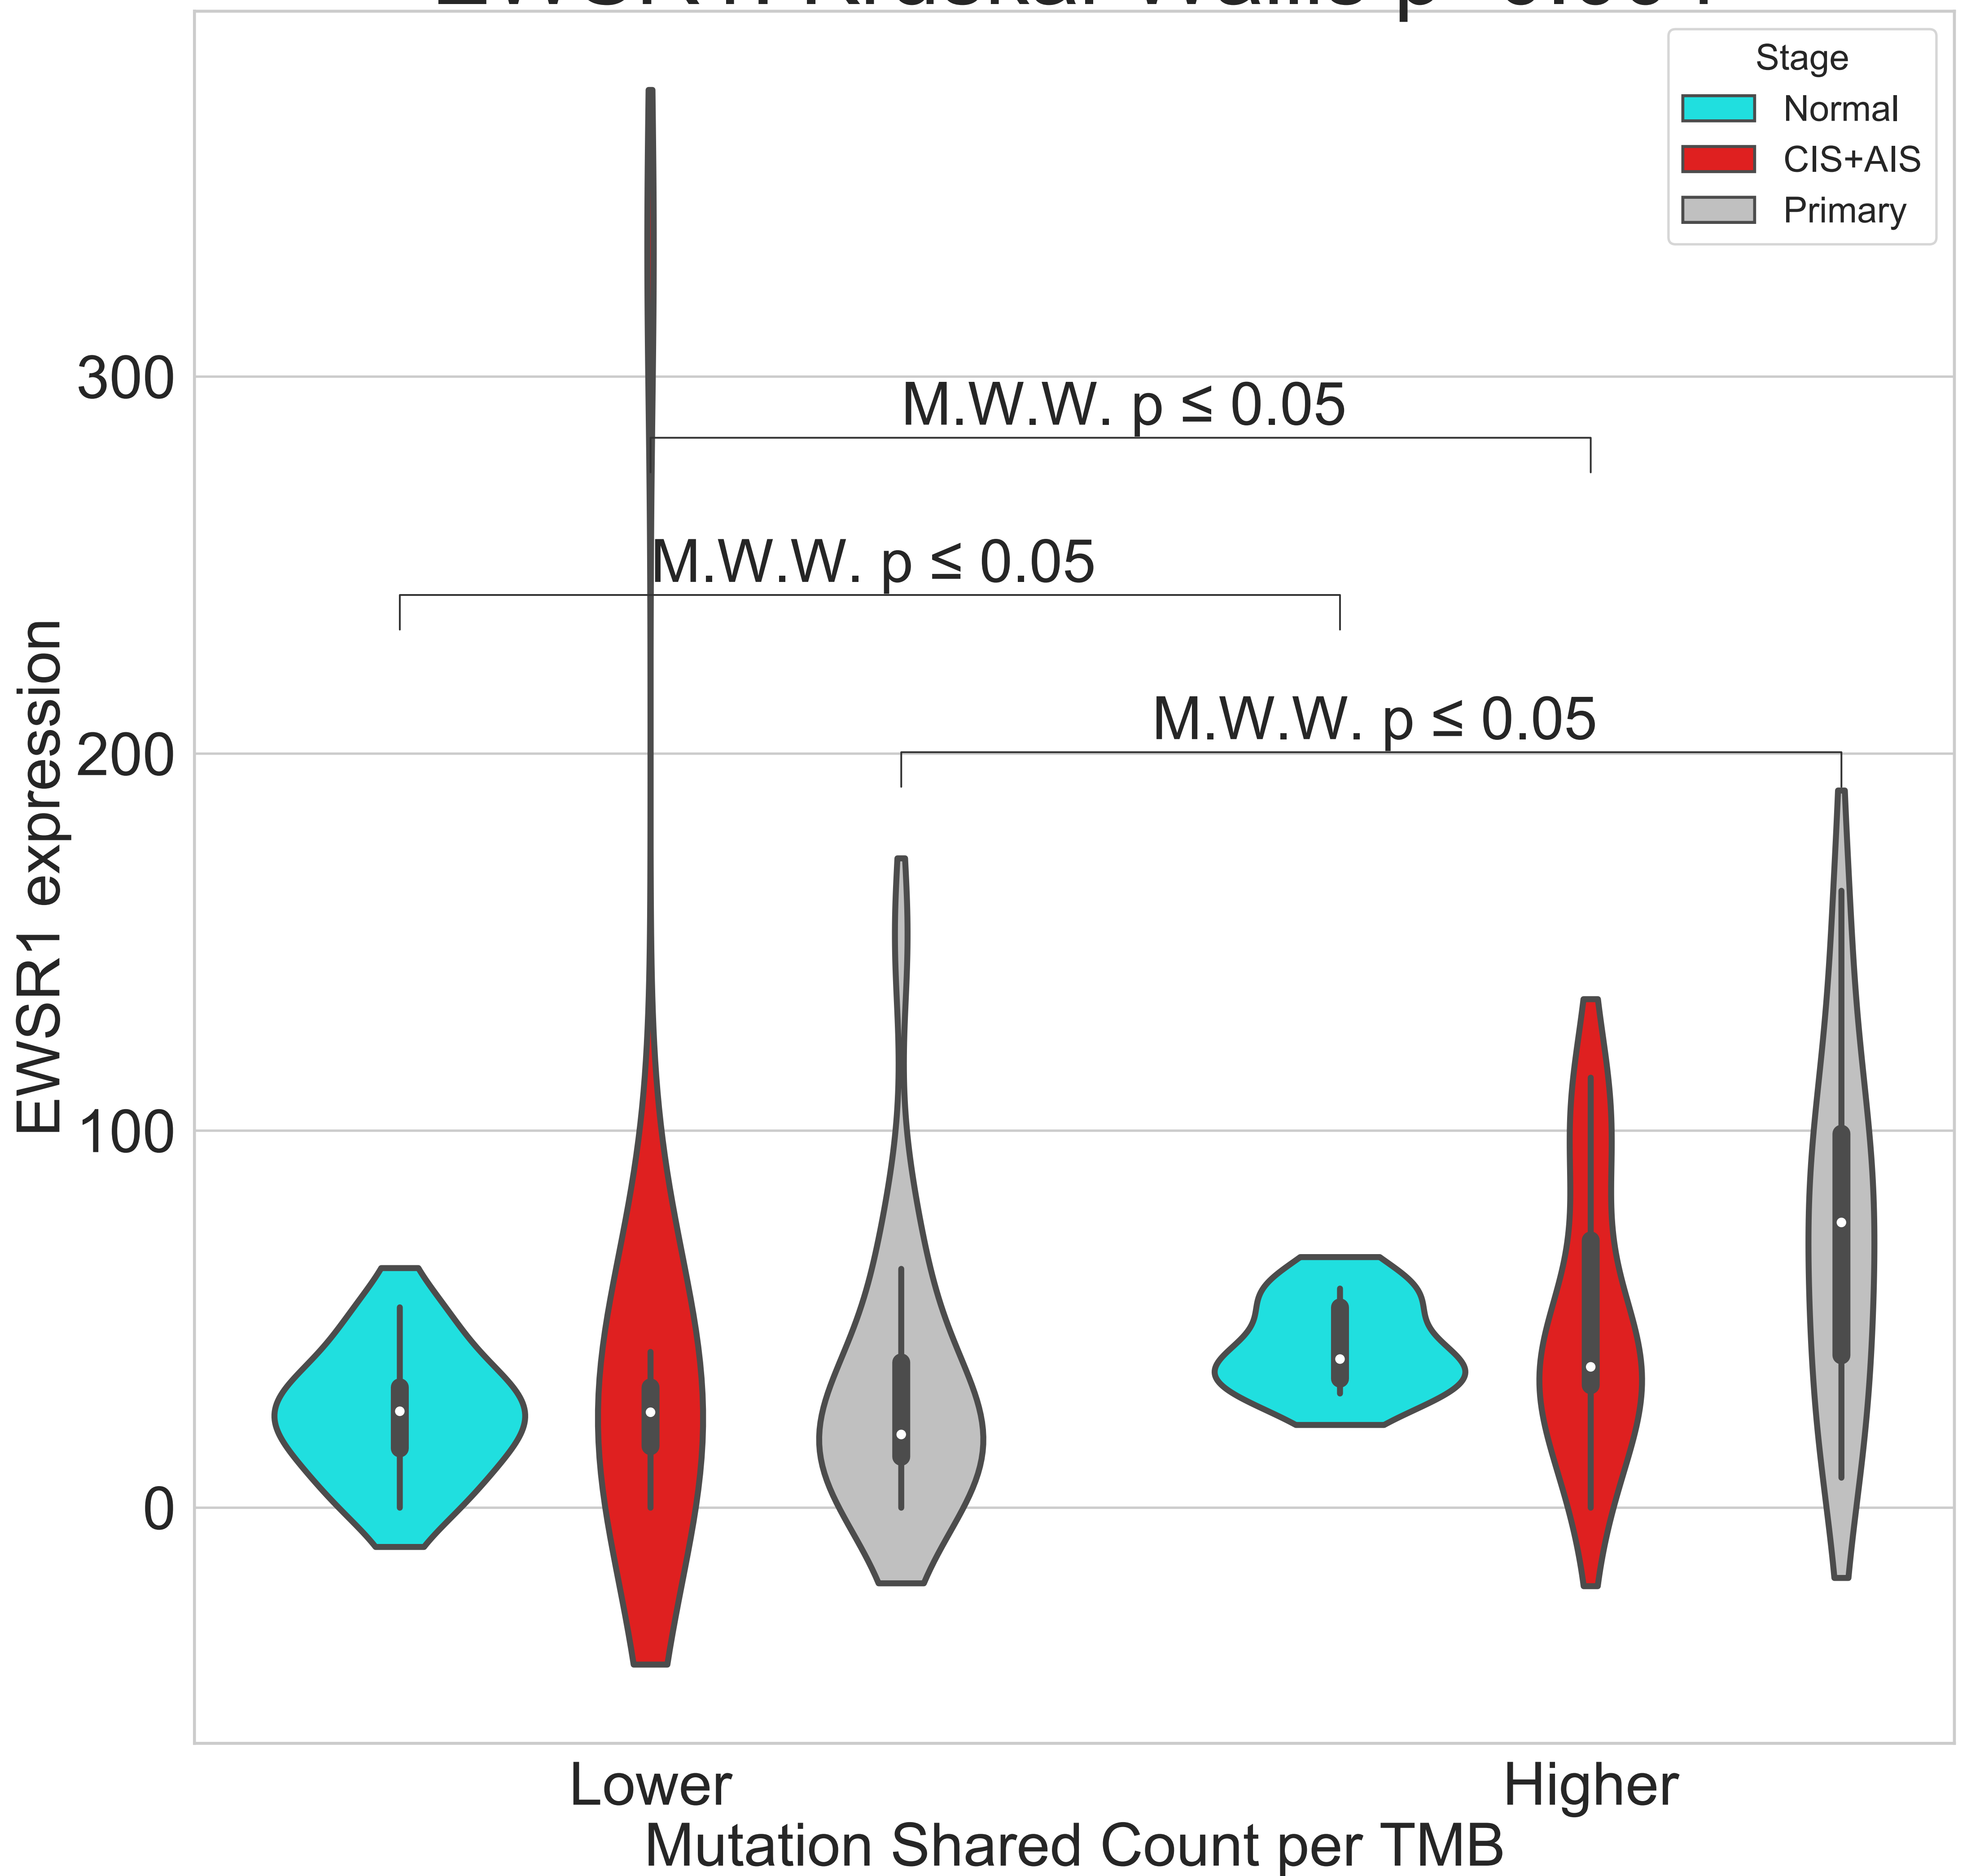 Stage
Normal
CIS+AIS
Primary
300
M.W.W. p ≤ 0.05
M.W.W. p ≤ 0.05
200
M.W.W. p ≤ 0.05
EWSR1 expression
100
0
Lower
Higher
Mutation Shared Count per TMB